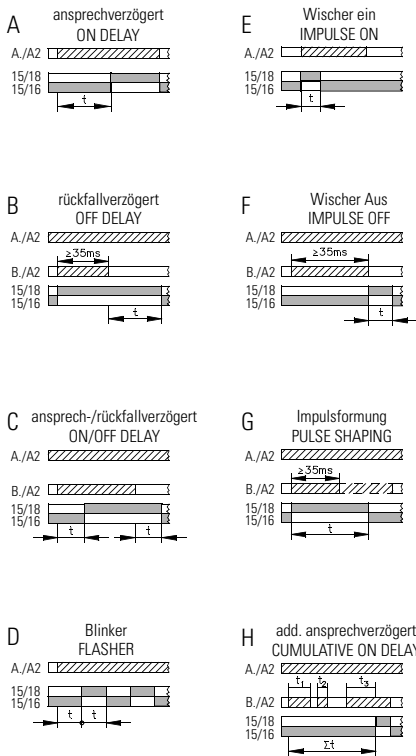 A ansprechverzögert
ON DELAY
A./A2
15/18
15/16
t
B rückfallverzögert
OFF DELAY
A./A2
≥35ms
B./A2
15/18
15/16
t
C ansprech-/rückfallverzögert
ON/OFF DELAY
A./A2
B./A2
15/18
15/16
t t
D Blinker
FLASHER
A./A2
15/18
15/16
t t
E Wischer ein
IMPULSE ON
A./A2
15/18
15/16
t
F Wischer Aus
IMPULSE OFF
A./A2
≥35ms
B./A2
15/18
15/16
t
G Impulsformung
PULSE SHAPING
A./A2
≥35ms
B./A2
15/18
15/16
t
H add. ansprechverzögert
CUMULATIVE ON DELAY
A./A2
t1 t2 t3
B./A2
15/18
15/16
Σt